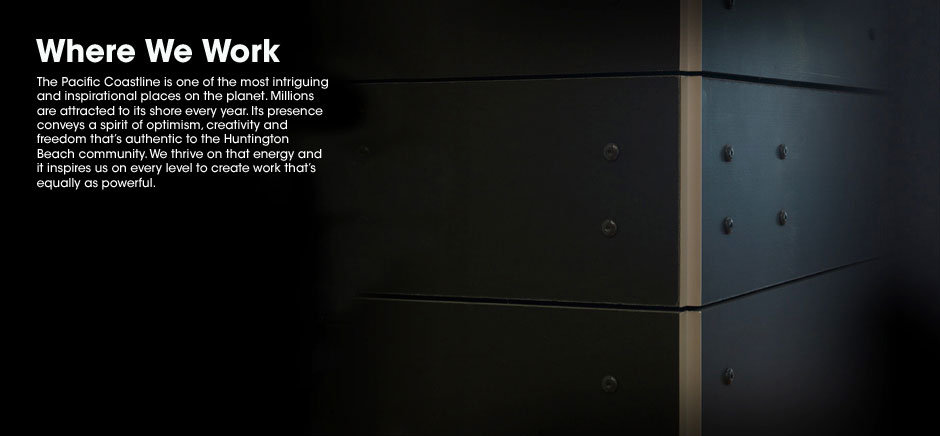 Where We Work
The Pacific Coastline is one of the most intriguing
and inspirational places on the planet. Millions
are attracted to its shore every year. Its presence
conveys a spirit of optimism, creativity and
freedom that's authentic to the Huntington
Beach community. We thrive on that energy and
it inspires us on every level to create work that's
equally as powerful.